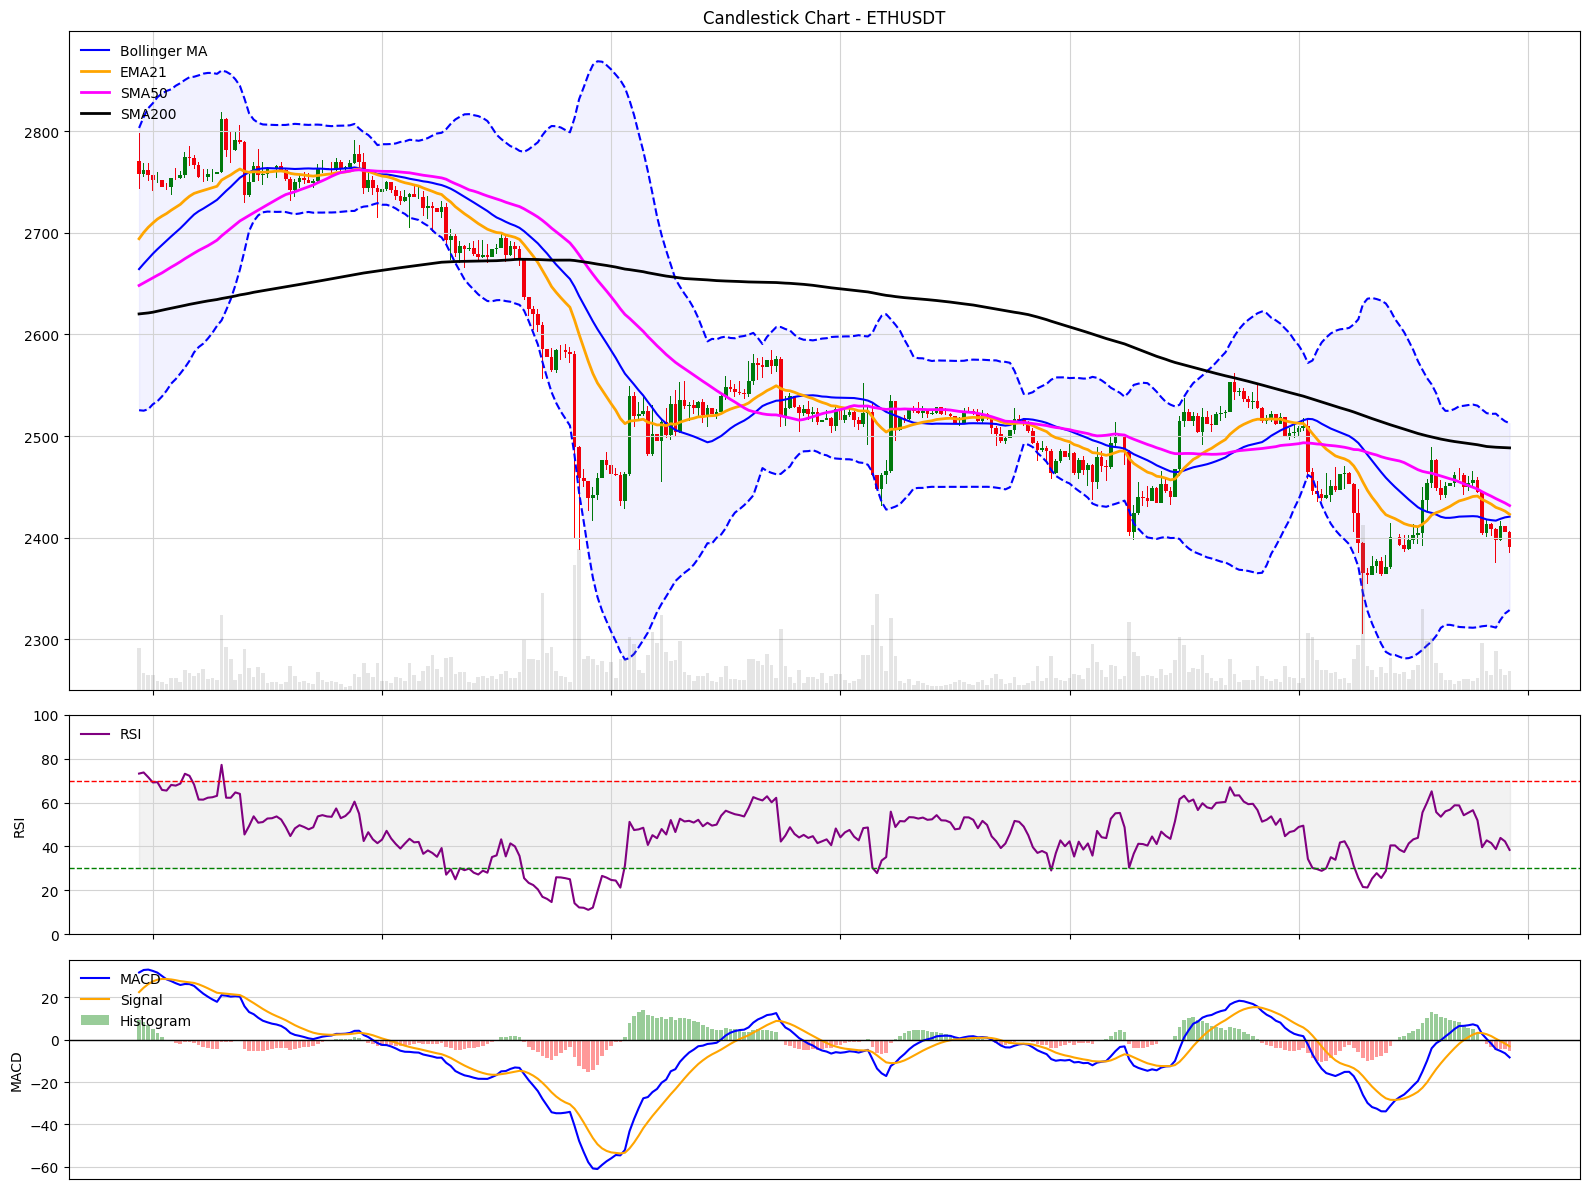 Candlestick Chart - ETHUSDT
Bollinger MA
EMA21
SMA50
SMA200
2800
2700
2600
2500
2400
2300
RSI
100
80
60
40
20
0
RSI
MACD
Signal
Histogram
20
0
−20
−40
−60
MACD